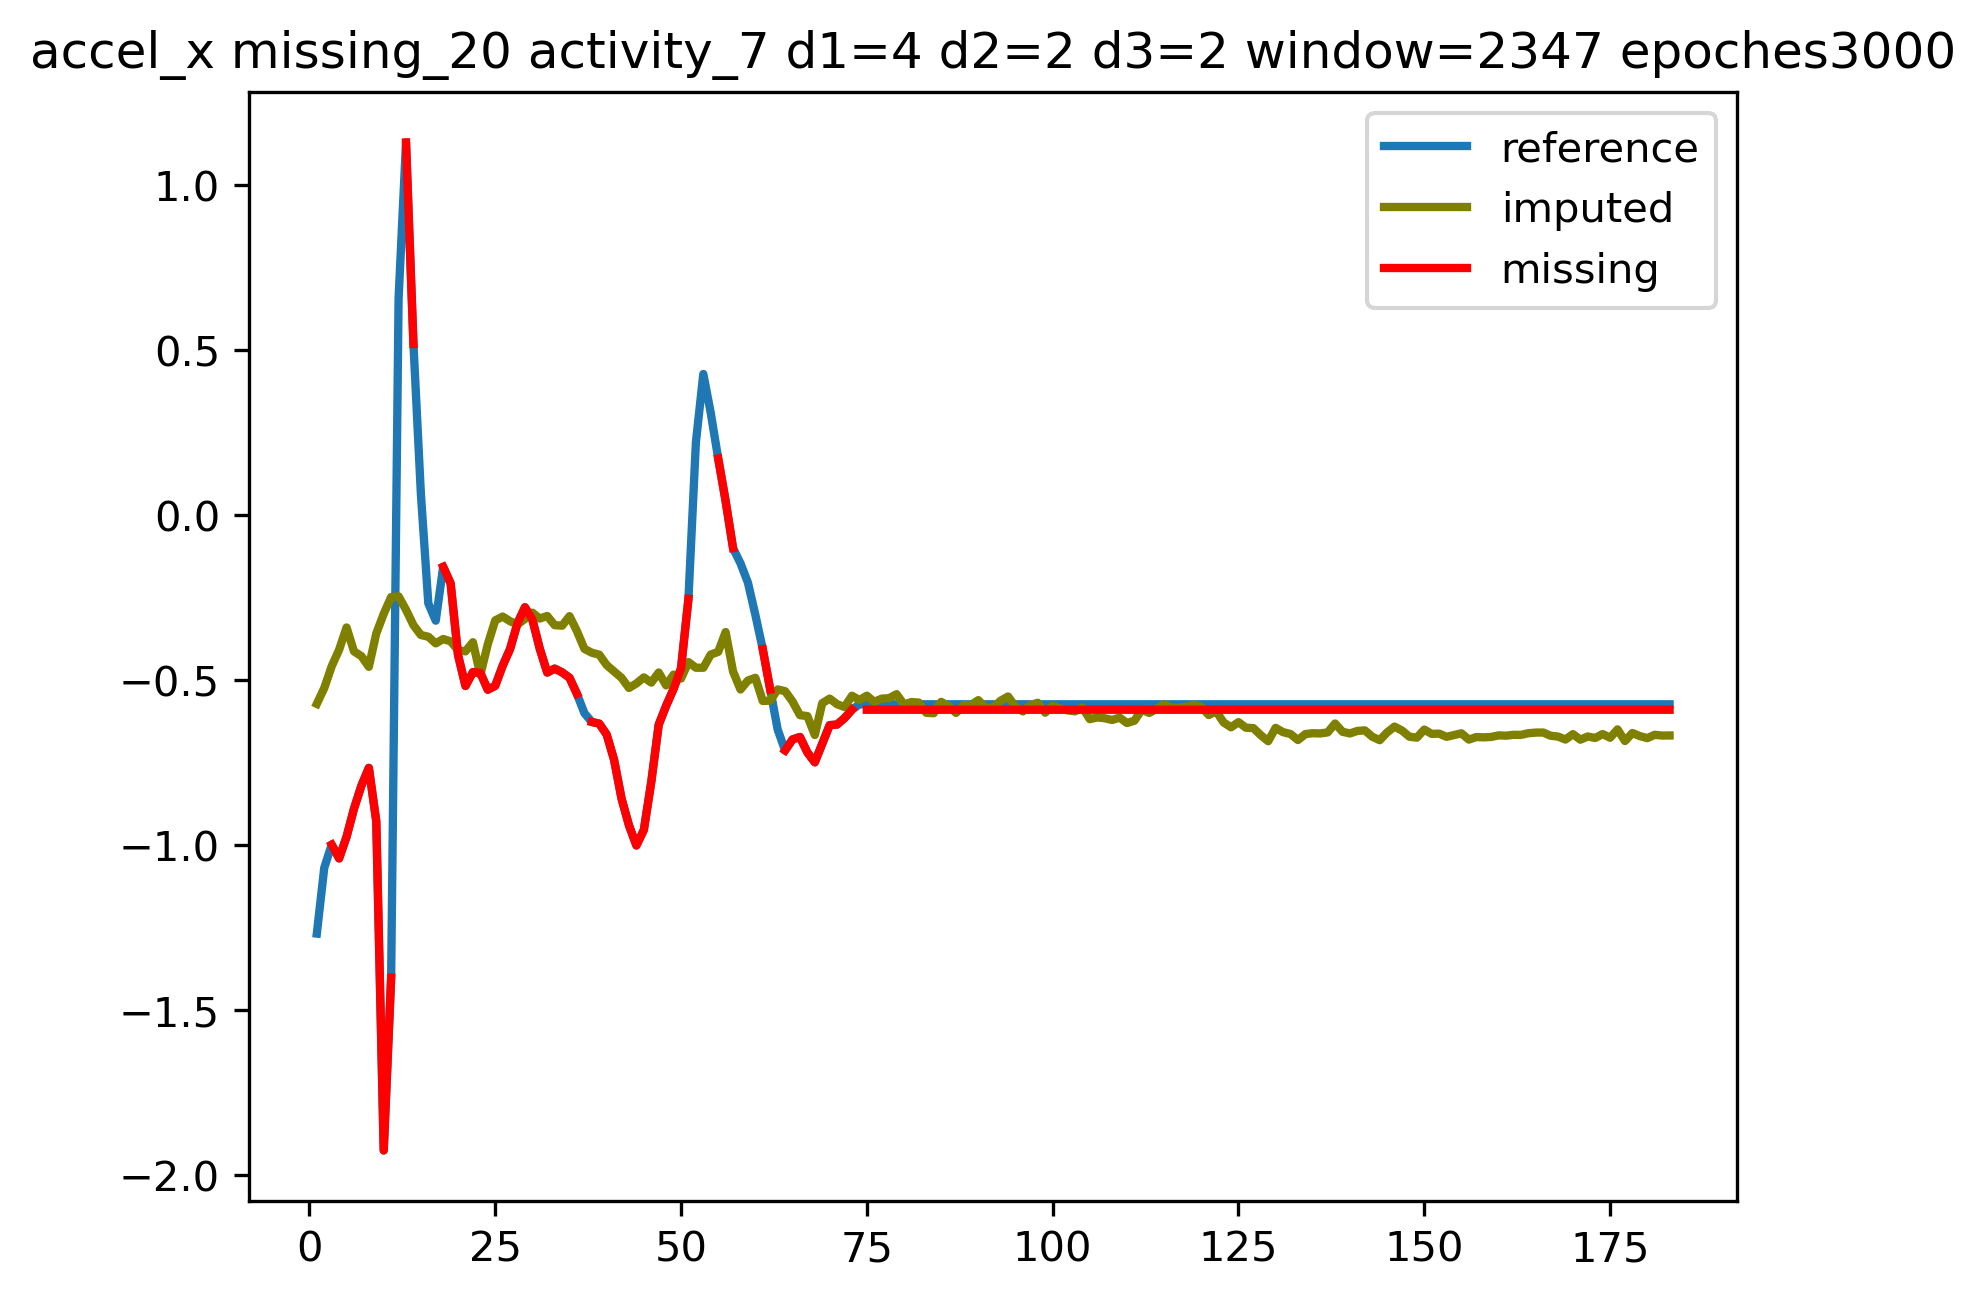 accel_x missing_20 activity_7 d1=4 d2=2 d3=2 window=2347 epoches3000
reference
imputed
missing
1.0
0.5
0.0
−0.5
−1.0
−1.5
−2.0
0 25 50 75 100 125 150 175